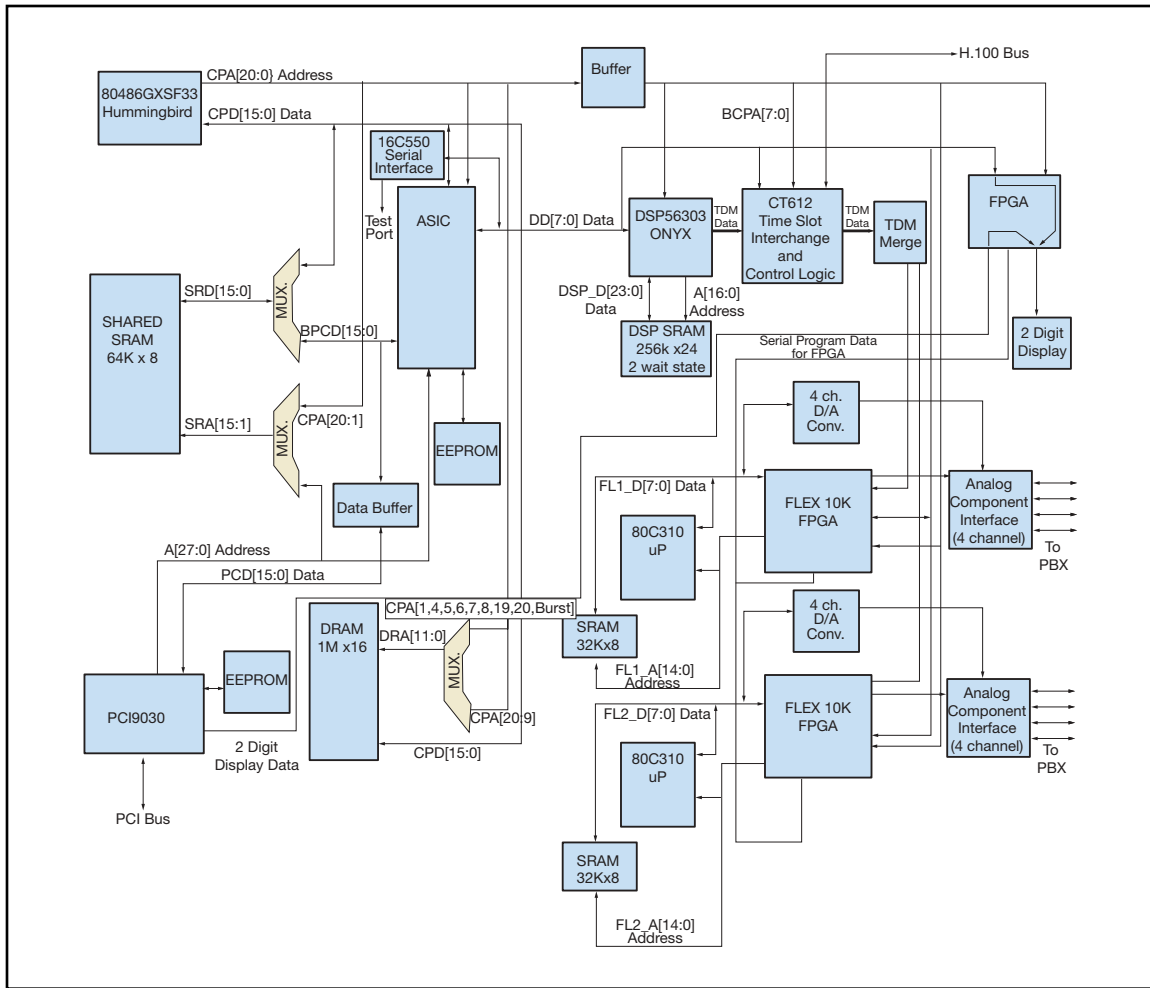 CPA[20:0} Address
Buffer
H.100 Bus
80486GXSF33
Hummingbird
CPD[15:0] Data
BCPA[7:0]
16C550
Serial
Interface
Test
Port
ASIC
DD[7:0] Data
DSP56303
ONYX
TDM
Data
CT612
Time Slot
Interchange
and
Control Logic
TDM
Data
TDM
Merge
FPGA
SRD[15:0]
MUX.
BPCD[15:0]
SHARED
SRAM
64K x 8
DSP_D[23:0]
Data
A[16:0]
Address
DSP SRAM
256k x24
2 wait state
Serial Program Data
for FPGA
2 Digit
Display
SRA[15:1]
MUX.
CPA[20:1]
EEPROM
4 ch.
D/A
Conv.
Data Buffer
FL1_D[7:0] Data
FLEX 10K
FPGA
Analog
Component
Interface
(4 channel)
To
PBX
80C310
uP
A[27:0] Address
PCD[15:0] Data
CPA[1,4,5,6,7,8,19,20,Burst]
DRAM
1M x16
DRA[11:0]
MUX.
CPA[20:9]
CPD[15:0]
SRAM
32Kx8
FL1_A[14:0]
Address
4 ch.
D/A
Conv.
EEPROM
PCI9030
2 Digit
Display Data
PCI Bus
FL2_D[7:0] Data
FLEX 10K
FPGA
Analog
Component
Interface
(4 channel)
To
PBX
80C310
uP
SRAM
32Kx8
FL2_A[14:0]
Address